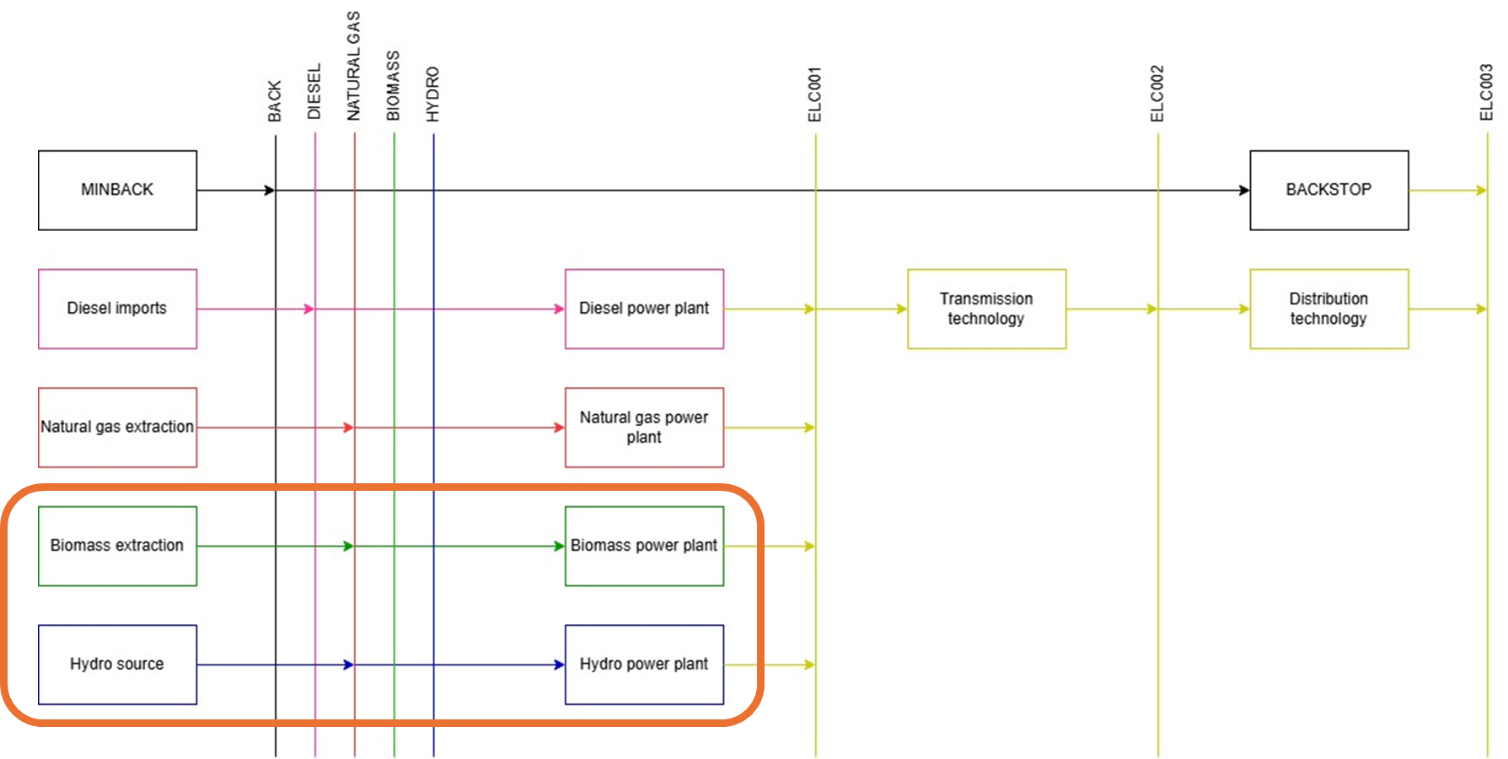 BACK
DIESEL
NATURAL GAS
BIOMASS
HYDRO
ELC001
ELC002
ELC003
MINBACK
BACKSTOP
Diesel imports
Diesel power plant
Transmission
technology
Distribution
technology
Natural gas extraction
Natural gas power
plant
Biomass extraction
Biomass power plant
Hydro source
Hydro power plant